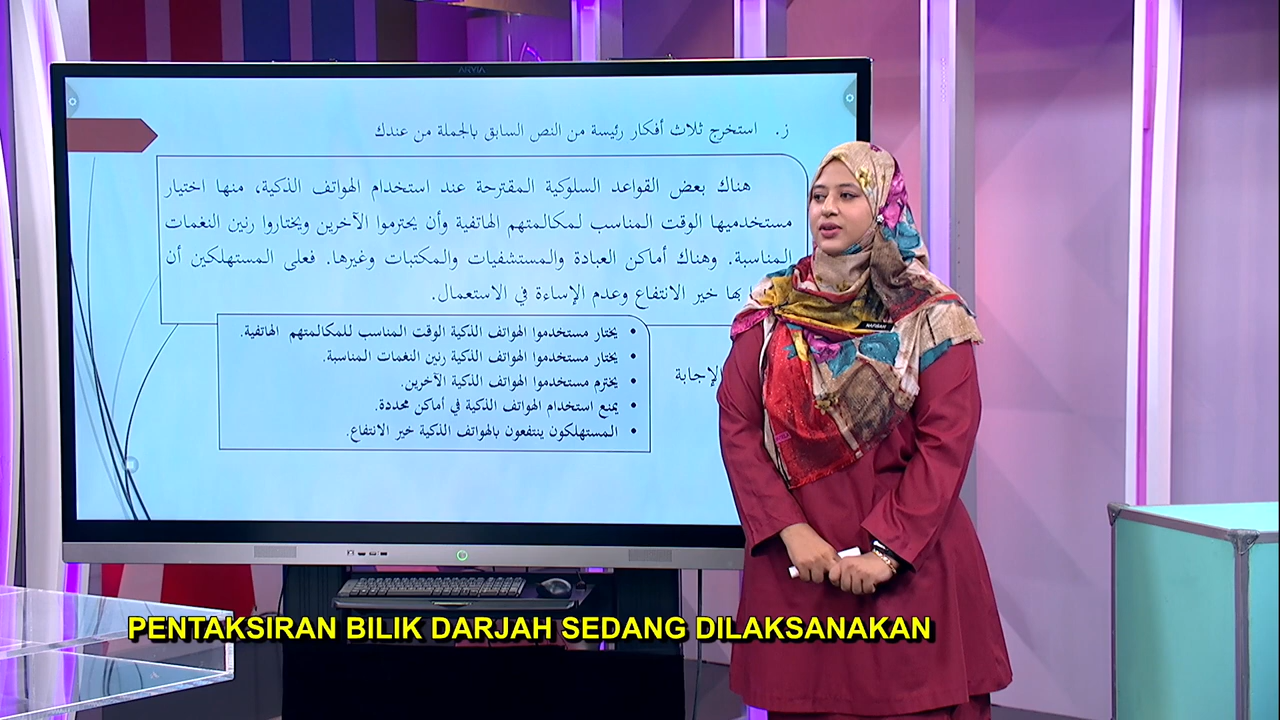 ANVIA
ز. استخرج ثلاث أفكار رئيسة من النص السابق بالجملة من عندك
هناك بعض القواعد السلوكية المقترحة عند استخدام الهواتف الذكية، منها اختيار
مستخدميها الوقت المناسب لمكالمتهم الهاتفية وأن يحترموا الآخرين ويختاروا رنين النغمات
المناسبة. وهناك أماكن العبادة والمستشفيات والمكتبات وغيرها. فعلى المستهلكين أن
بها خير الانتفاع وعدم الإساءة في الاستعمال.
• يختار مستخدموا الهواتف الذكية الوقت المناسب للمكالمتهم الهاتفية.
• يختار مستخدموا الهواتف الذكية رنين النغمات المناسبة.
الإجابة
• يحترم مستخدموا الهواتف الذكية الآخرين.
• يمنع استخدام الهواتف الذكية في أماكن محددة.
• المستهلكون ينتفعون بالهواتف الذكية خير الانتفاع.
NAFISAH
PENTAKSIRAN BILIK DARJAH SEDANG DILAKSANAKAN